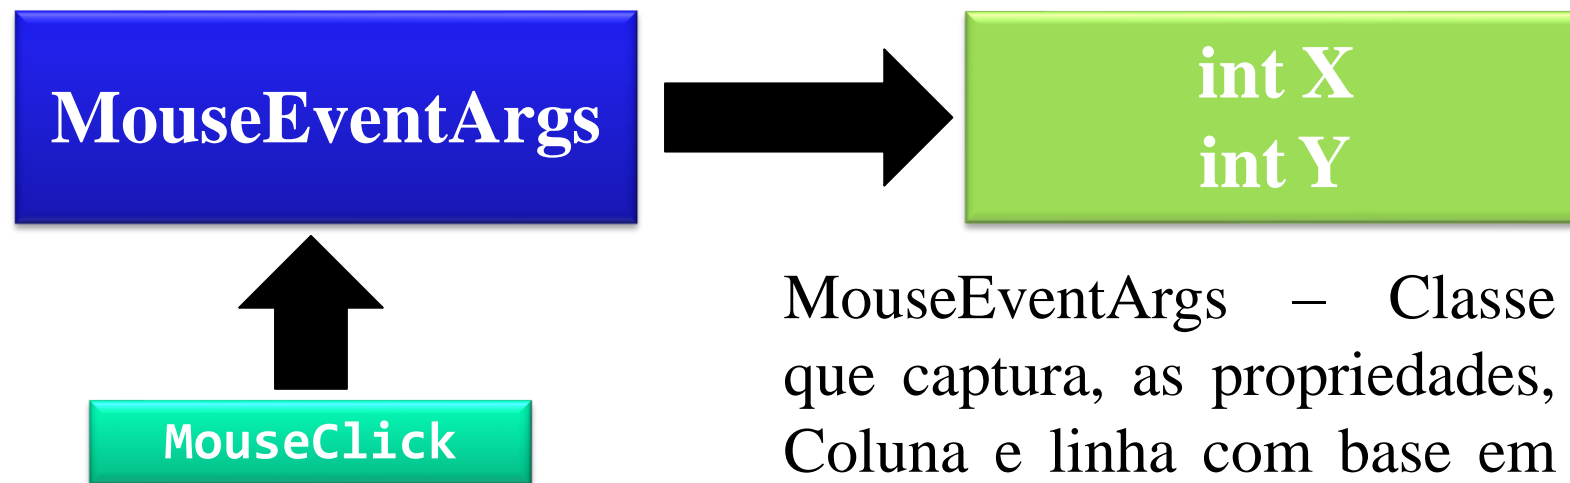 MouseEventArgs
int X
int Y
MouseClick
MouseEventArgs – Classe
que captura, as propriedades,
Coluna e linha com base em